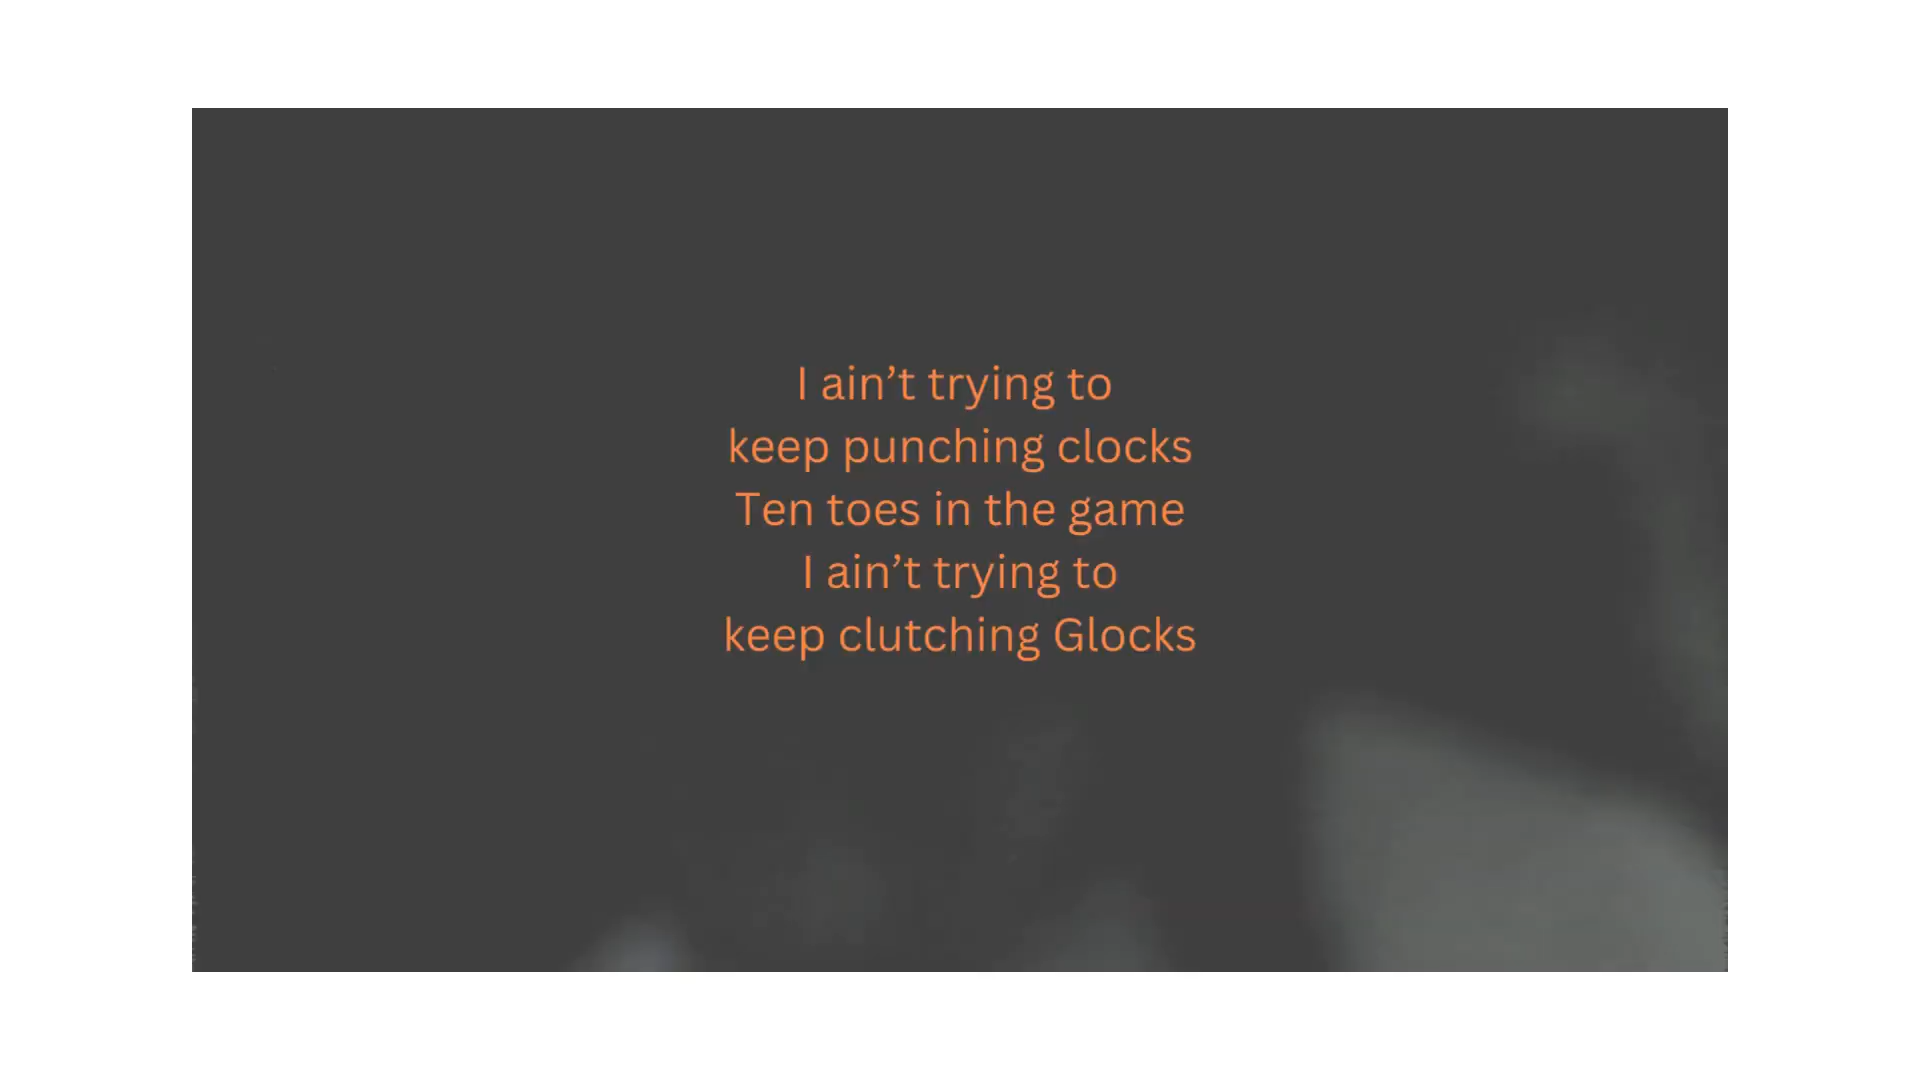 I ain’t trying to
keep punching clocks
Ten toes in the game
I ain’t trying to
keep clutching Glocks